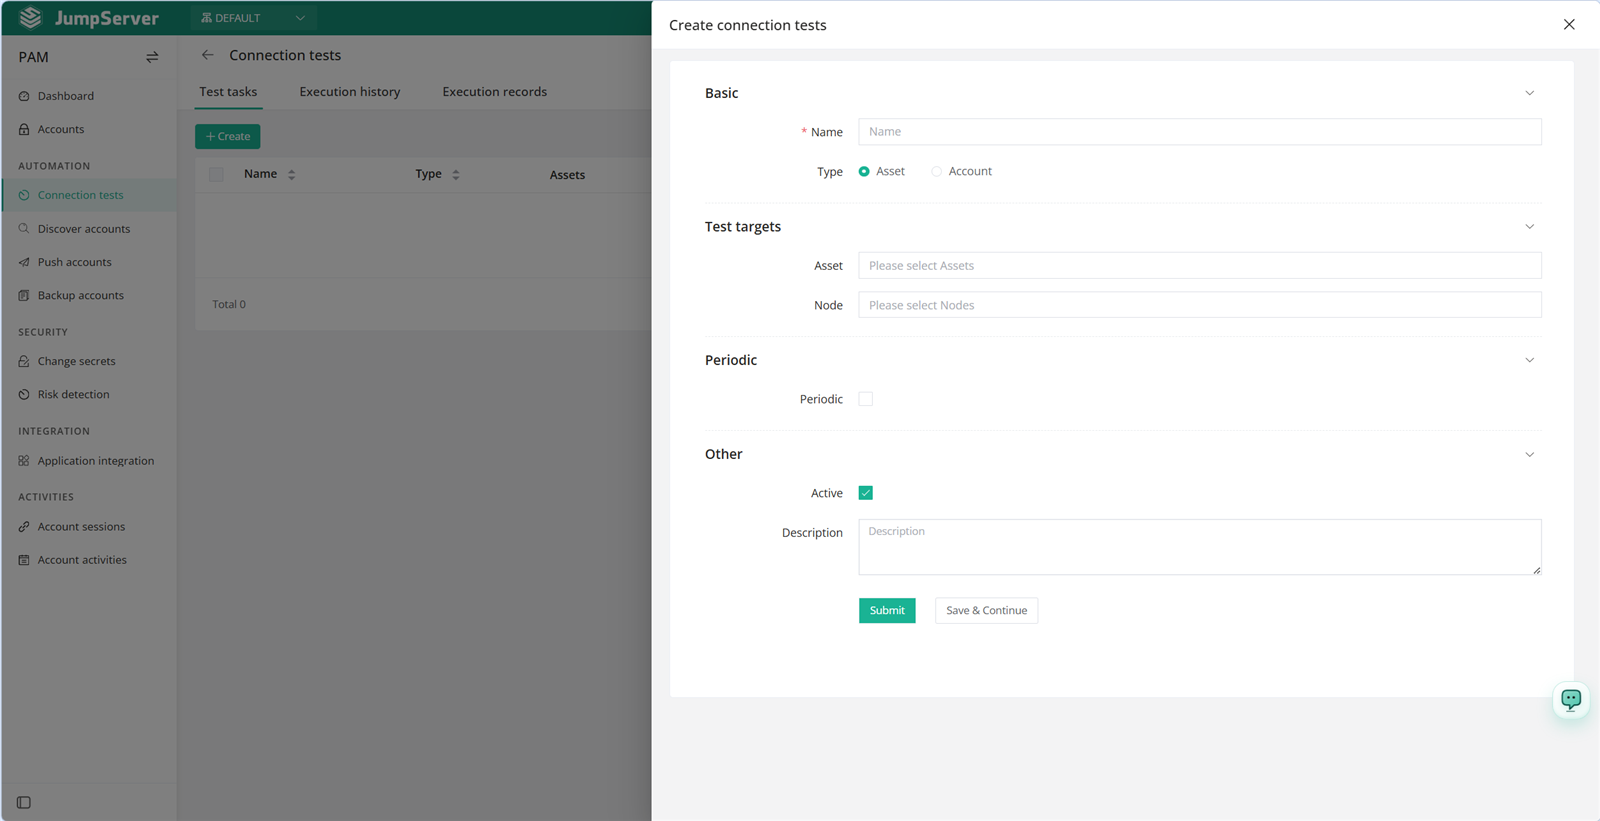 JumpServer
DEFAULT
PAM
Dashboard
Accounts
AUTOMATION
Connection tests
Discover accounts
Push accounts
Backup accounts
SECURITY
Change secrets
Risk detection
INTEGRATION
Application integration
ACTIVITIES
Account sessions
Account activities
Connection tests
Test tasks Execution history Execution records
+ Create
Name Type Assets
Total 0
Create connection tests
Basic
* Name Name
Type Asset Account
Test targets
Asset Please select Assets
Node Please select Nodes
Periodic
Periodic
Other
Active
Description Description
Submit Save & Continue